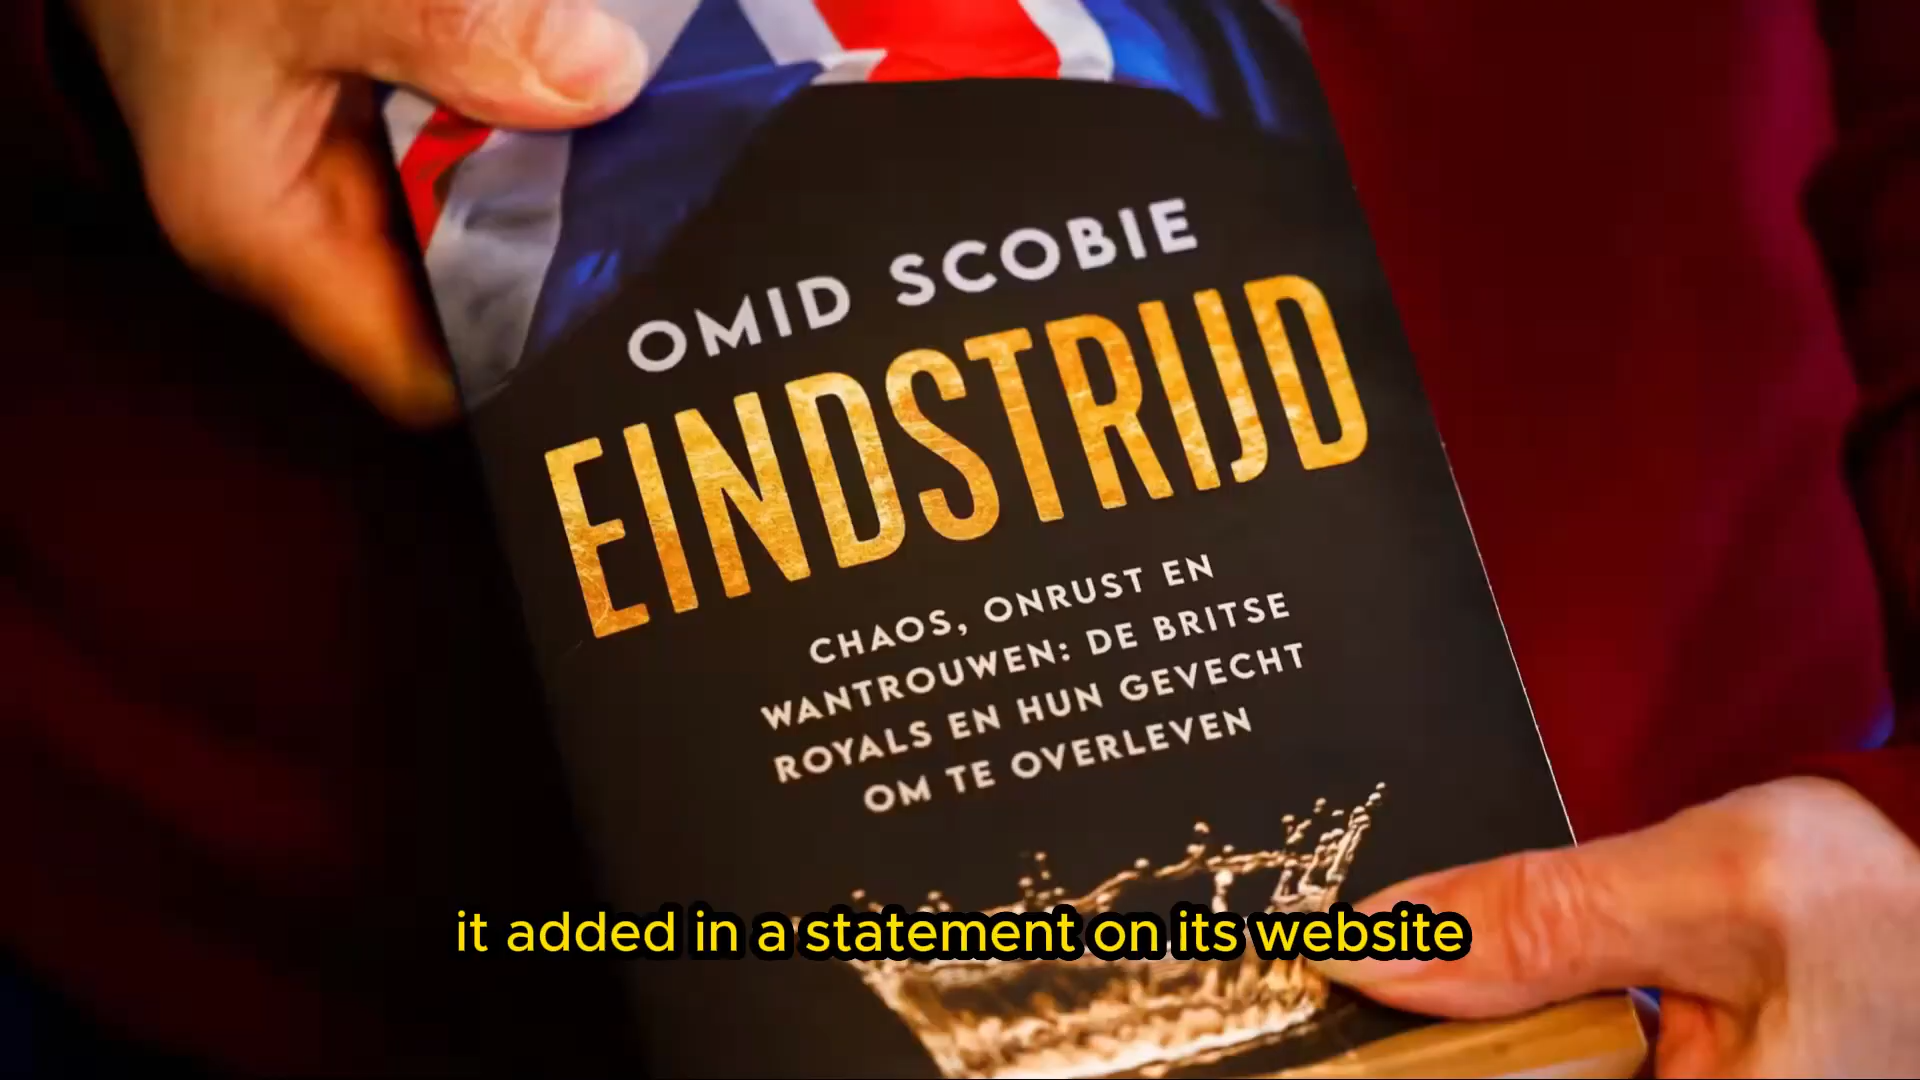 OMID SCOBIE
EINDSTRIJD
CHAOS, ONRUST EN
WANTROUWEN: DE BRITSE
ROYALS EN HUN GEVECHT
OM TE OVERLEVEN
it added in a statement on its website